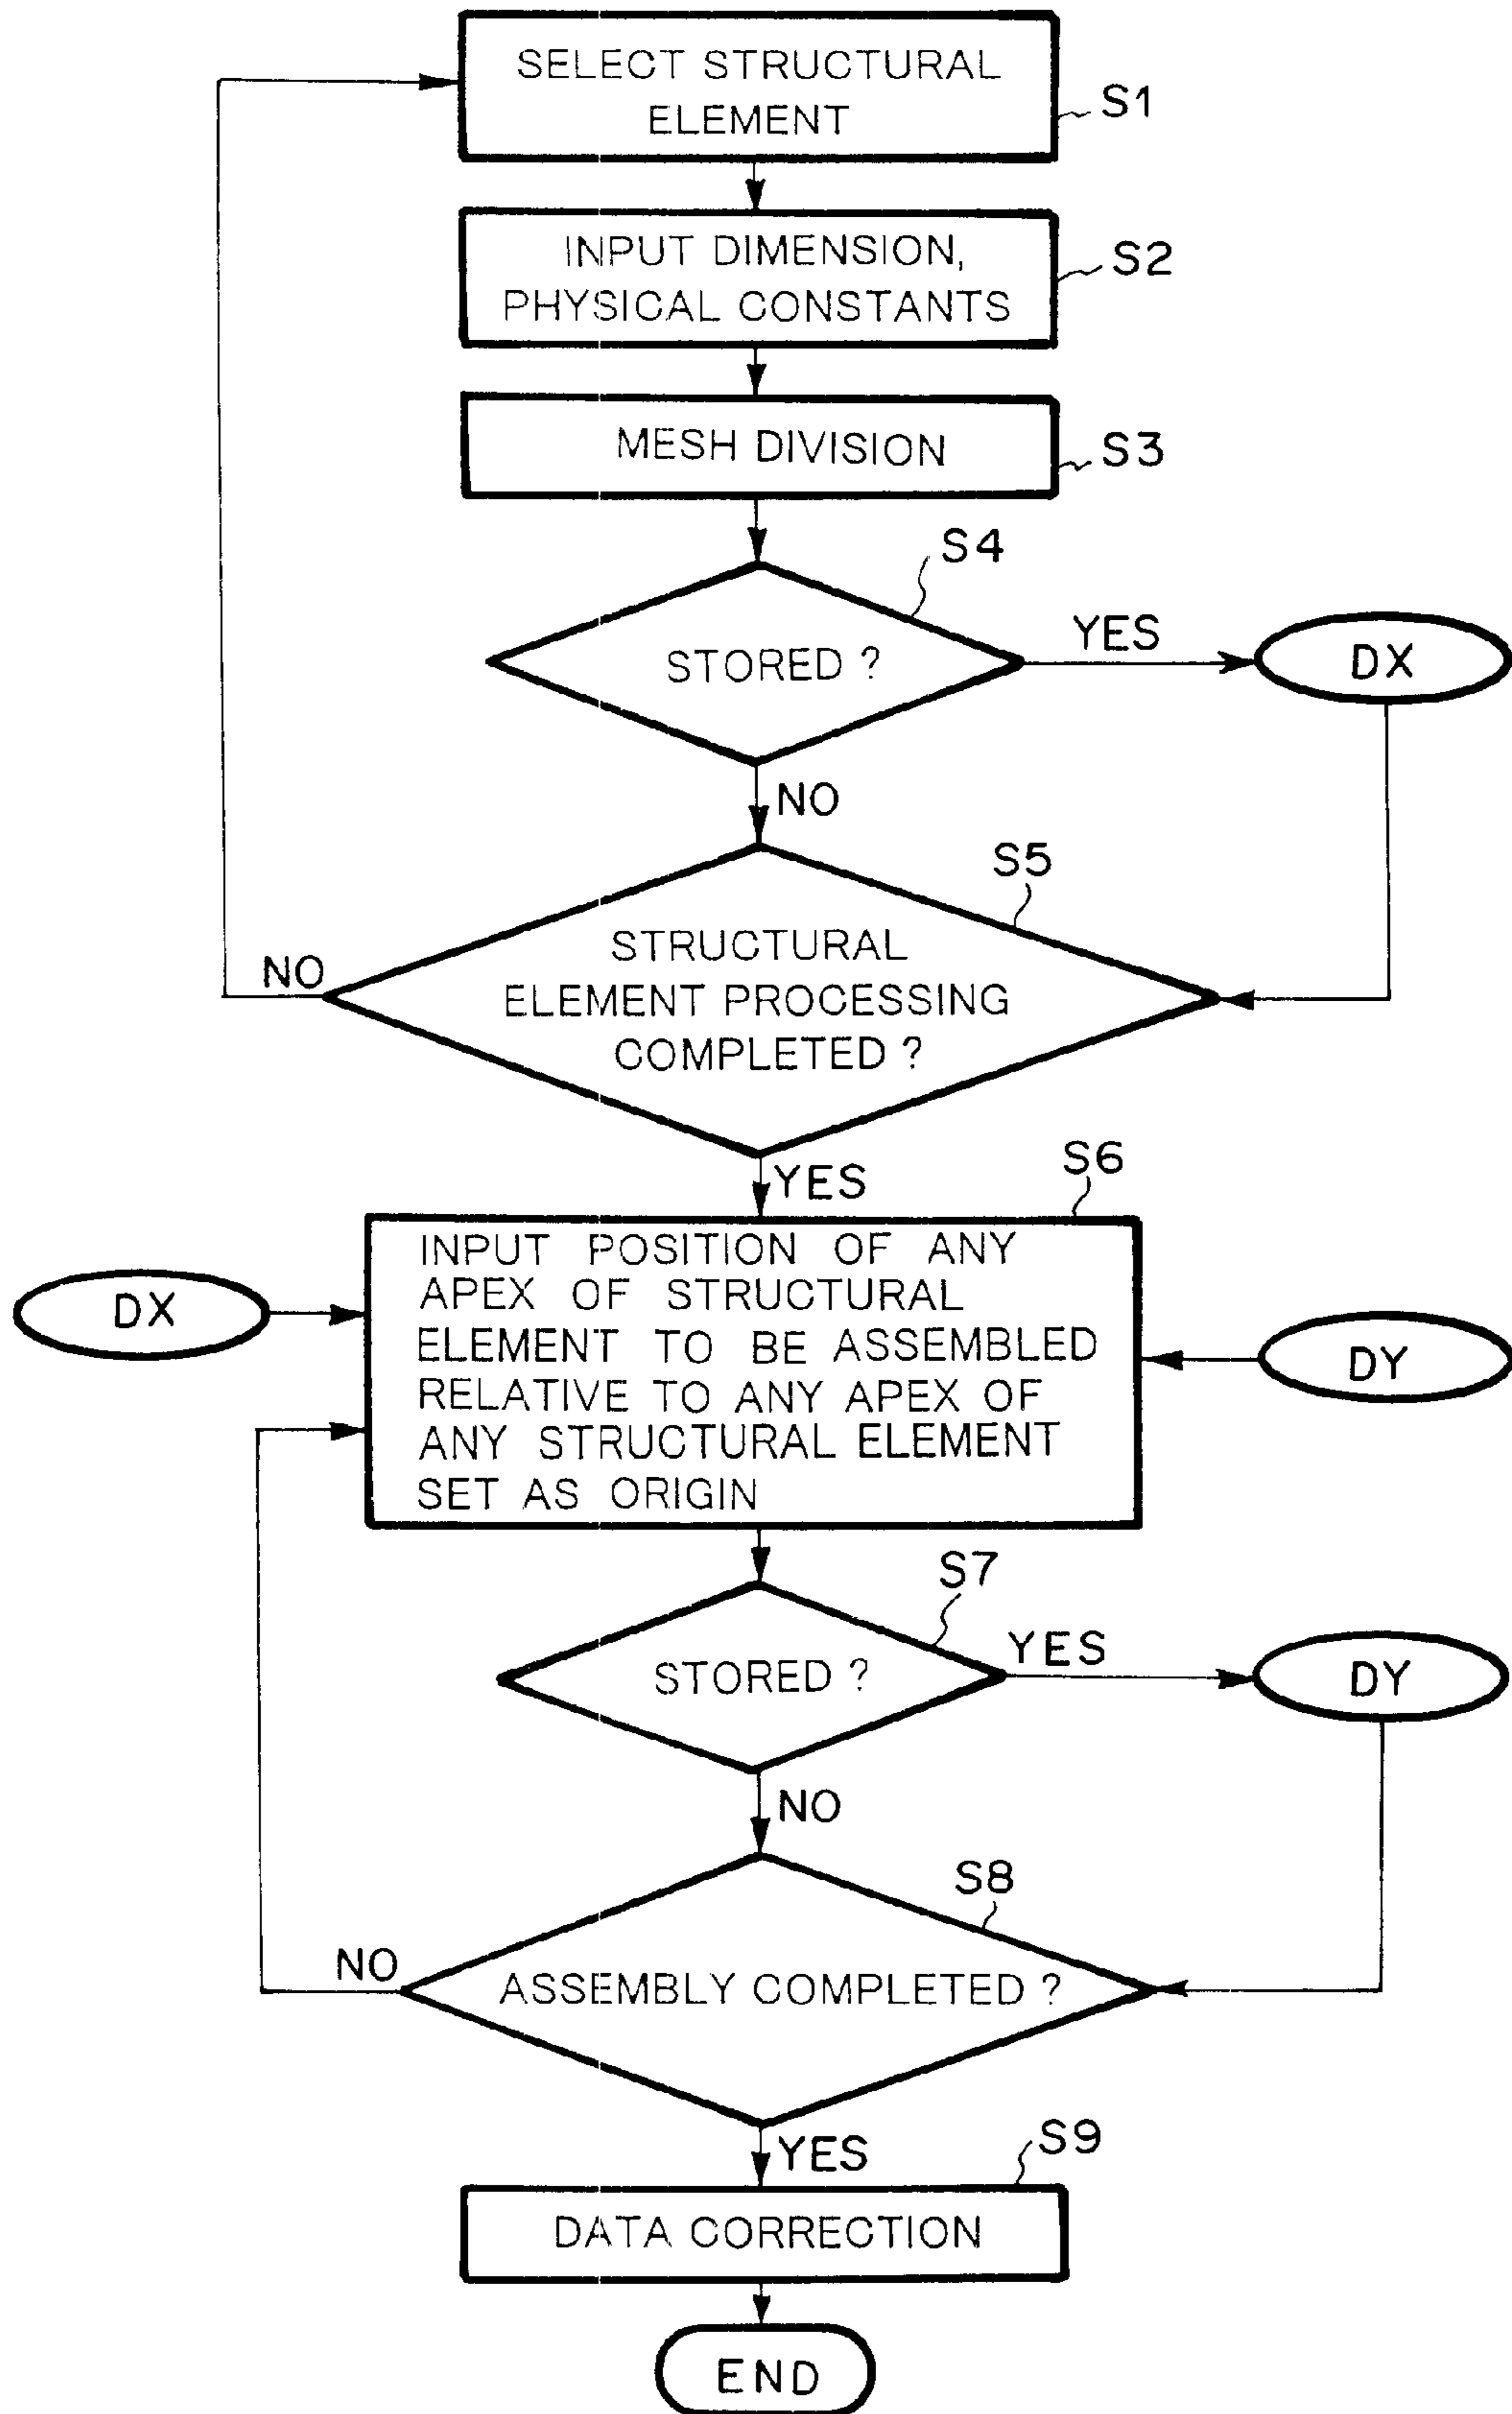 SELECT STRUCTURAL
ELEMENT
S1
INPUT DIMENSION,
PHYSICAL CONSTANTS
S2
MESH DIVISION
S3
S4
STORED ?
YES
DX
NO
S5
STRUCTURAL
ELEMENT PROCESSING
COMPLETED ?
NO
YES
S6
INPUT POSITION OF ANY
APEX OF STRUCTURAL
ELEMENT TO BE ASSEMBLED
RELATIVE TO ANY APEX OF
ANY STRUCTURAL ELEMENT
SET AS ORIGIN
DX
DY
S7
STORED ?
YES
DY
NO
S8
ASSEMBLY COMPLETED ?
NO
YES
S9
DATA CORRECTION
END